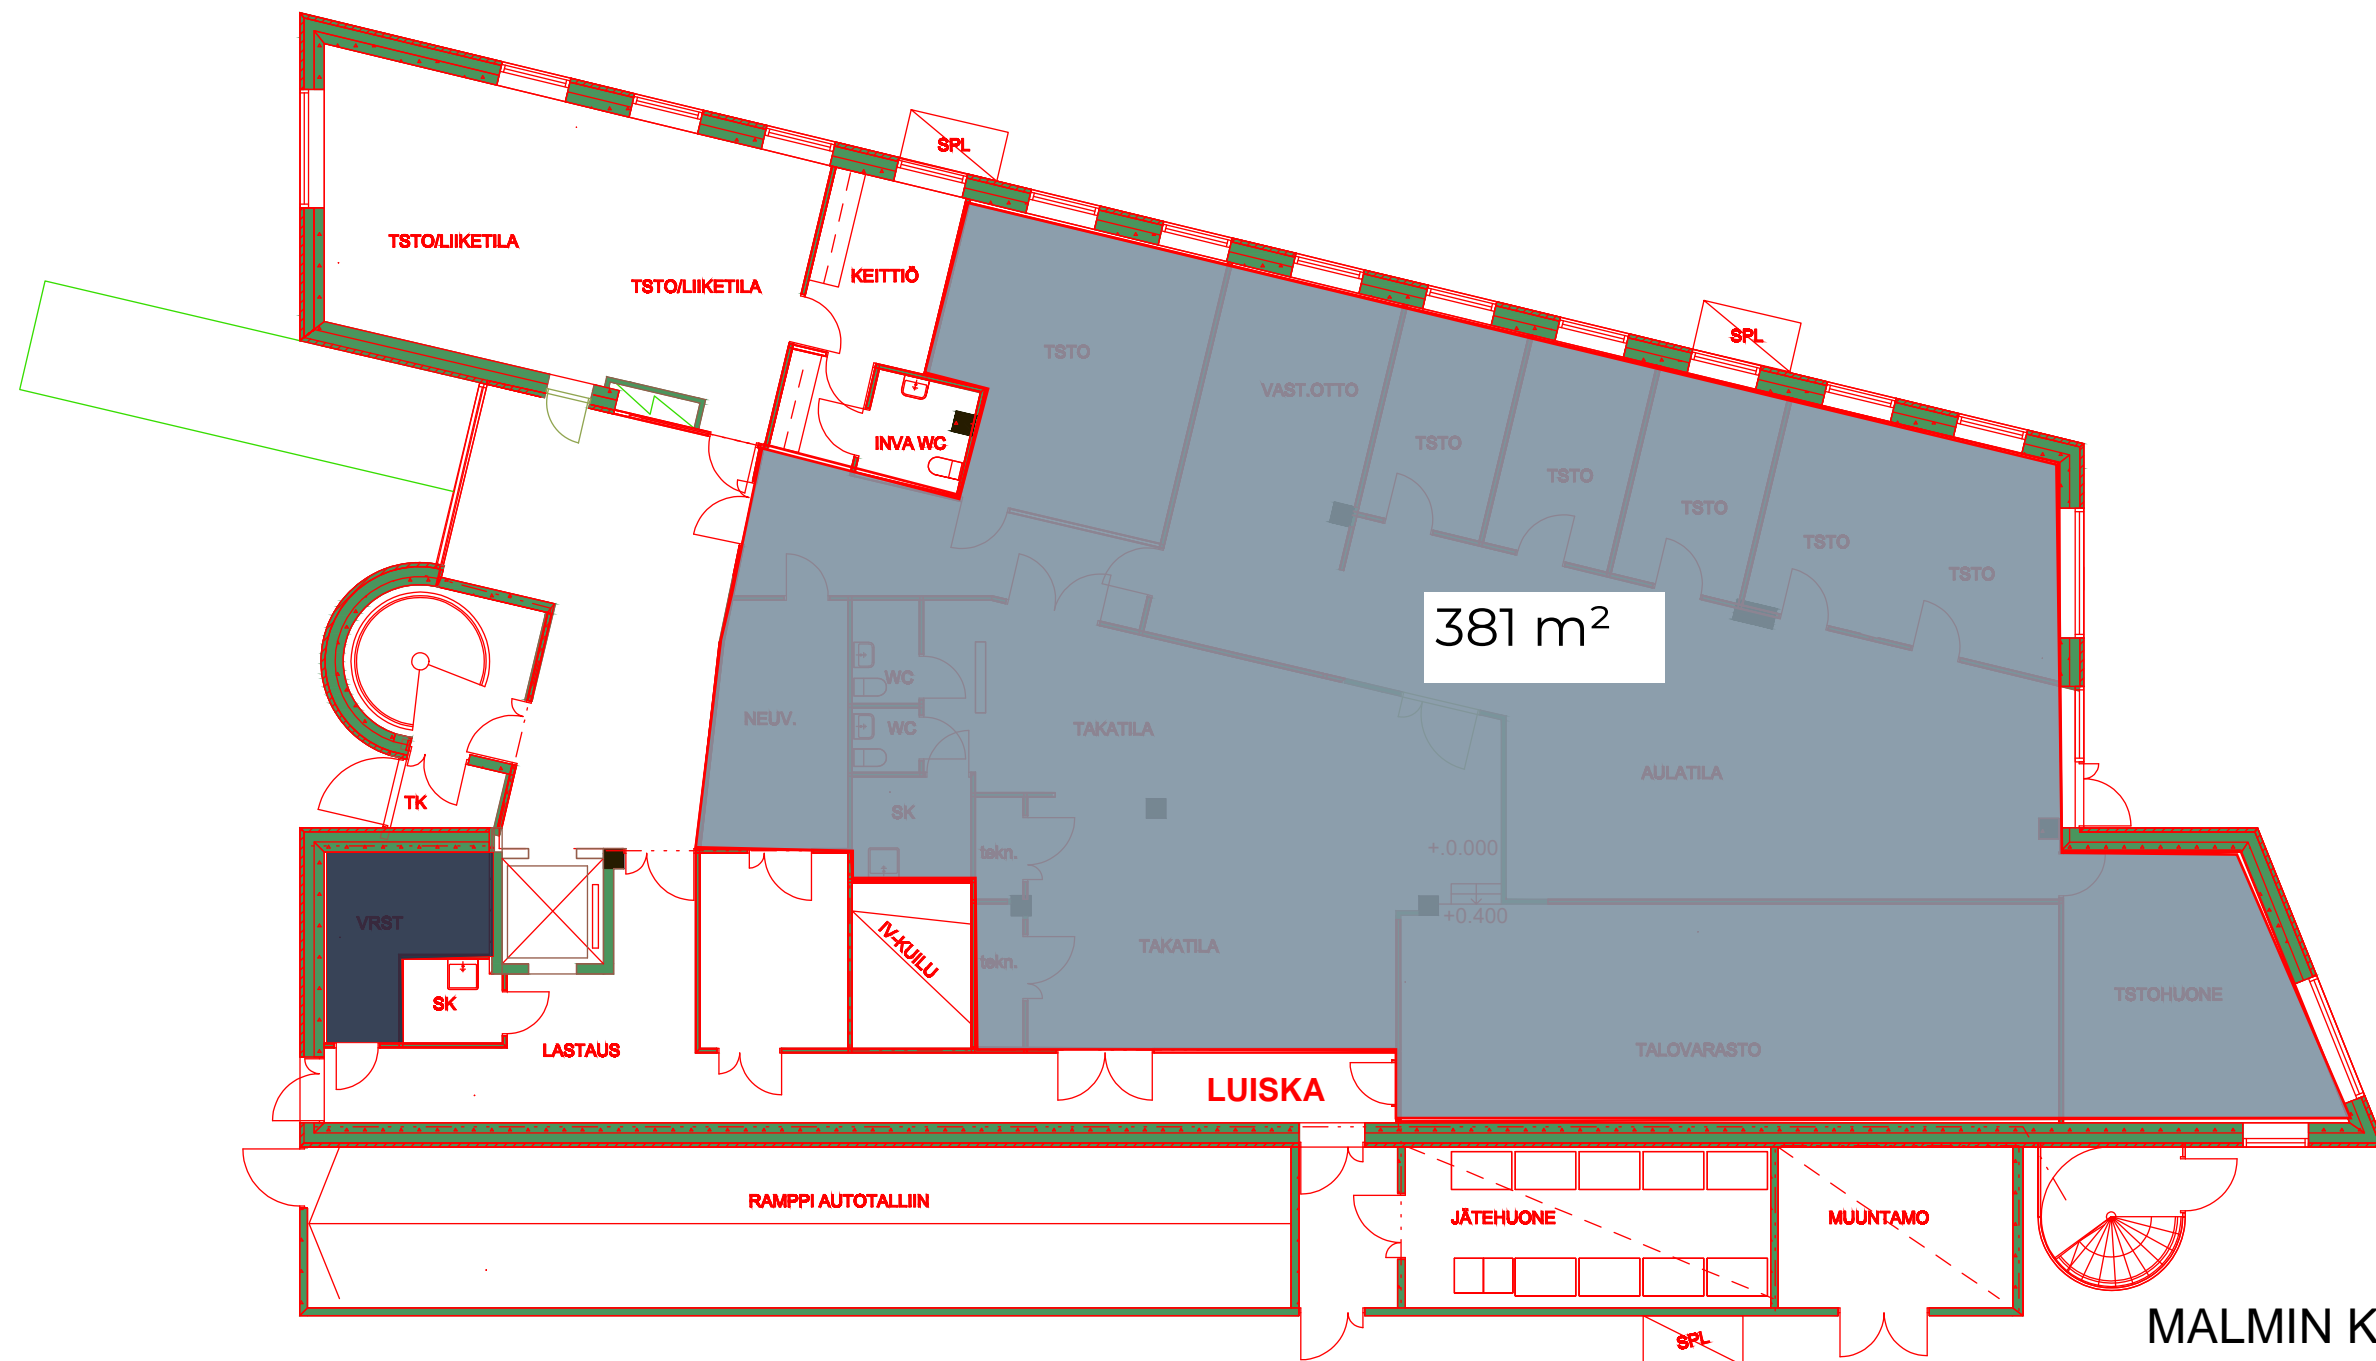 SPL
TSTO/LIIKETILA
TSTO/LIIKETILA
KEITTIÖ
SPL
TSTO
VAST.OTTO
INVA WC
TSTO
TSTO
TSTO
TSTO
TSTO
381 m²
WC
NEUV.
WC
TAKATILA
AULATILA
TK
SK
tekn.
+.0.000
VRST
+0.400
IV-KUILU
TAKATILA
tekn.
SK
TSTOHUONE
LASTAUS
TALOVARASTO
LUISKA
RAMPPI AUTOTALLIIN
JÄTEHUONE
MUUNTAMO
SPL
MALMIN K